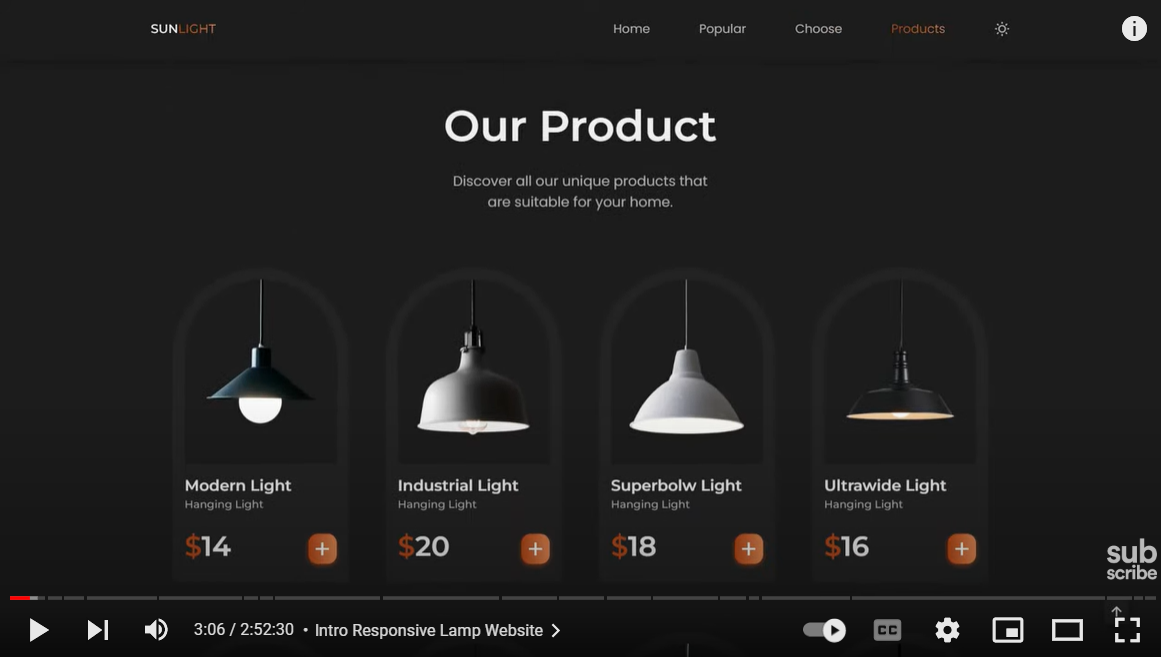 SUNLIGHT
Home Popular Choose Products
i
Our Product
Discover all our unique products that
are suitable for your home.
Modern Light
Hanging Light
$14 +
Industrial Light
Hanging Light
$20 +
Superbolw Light
Hanging Light
$18 +
Ultrawide Light
Hanging Light
$16 +
sub
scribe
3:06 / 2:52:30 • Intro Responsive Lamp Website
CC